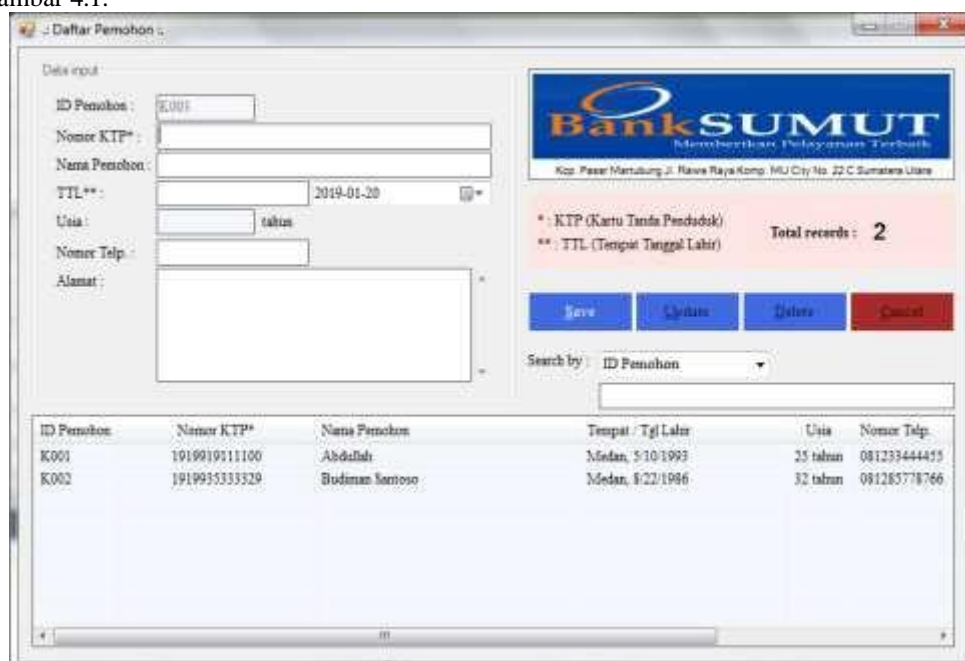 Gambar 4.1.
.: Daftar Pemohon :.
Data input
ID Pemohon :
K001
Nomor KTP* :
Nama Pemohon :
TTL** :
2019-01-20
Usia :
tahun
Nomor Telp. :
Alamat :
BankSUMUT
Memberikan Pelayanan Terbaik
Kcp. Pasar Martubung Jl. Rawe Raya Komp. MU City No. 22 C Sumatera Utara
* : KTP (Kartu Tanda Penduduk)
** : TTL (Tempat Tanggal Lahir)
Total records : 2
Save Update Delete Cancel
Search by : ID Pemohon
ID Pemohon Nomor KTP* Nama Pemohon Tempat / Tgl Lahir Usia Nomor Telp.
K001 1919919111100 Abdullah Medan, 5/10/1993 25 tahun 081233444455
K002 1919935333329 Budiman Santoso Medan, 8/22/1986 32 tahun 081285778766